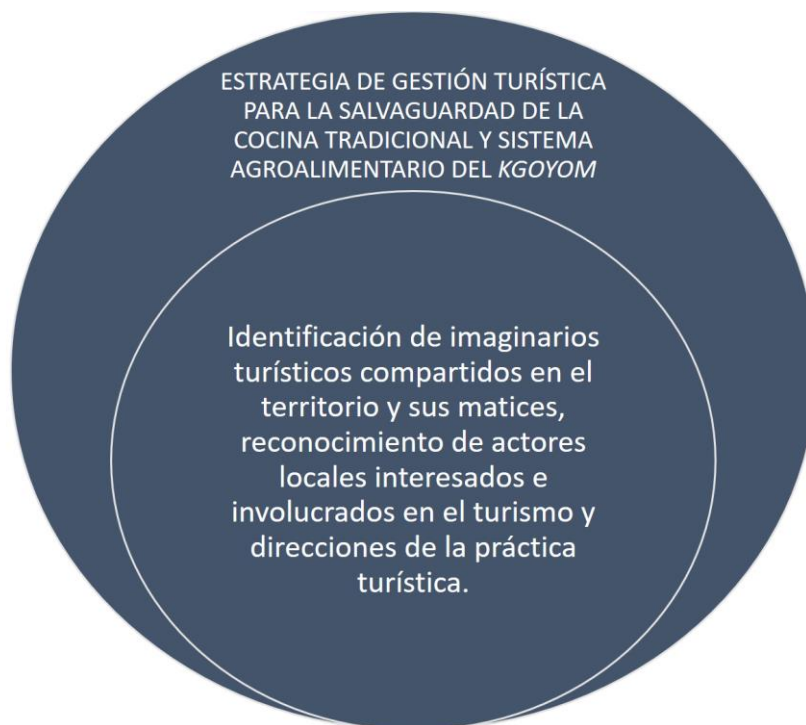 ESTRATEGIA DE GESTIÓN TURÍSTICA
PARA LA SALVAGUARDAD DE LA
COCINA TRADICIONAL Y SISTEMA
AGROALIMENTARIO DEL KGOYOM
Identificación de imaginarios
turísticos compartidos en el
territorio y sus matices,
reconocimiento de actores
locales interesados e
involucrados en el turismo y
direcciones de la práctica
turística.